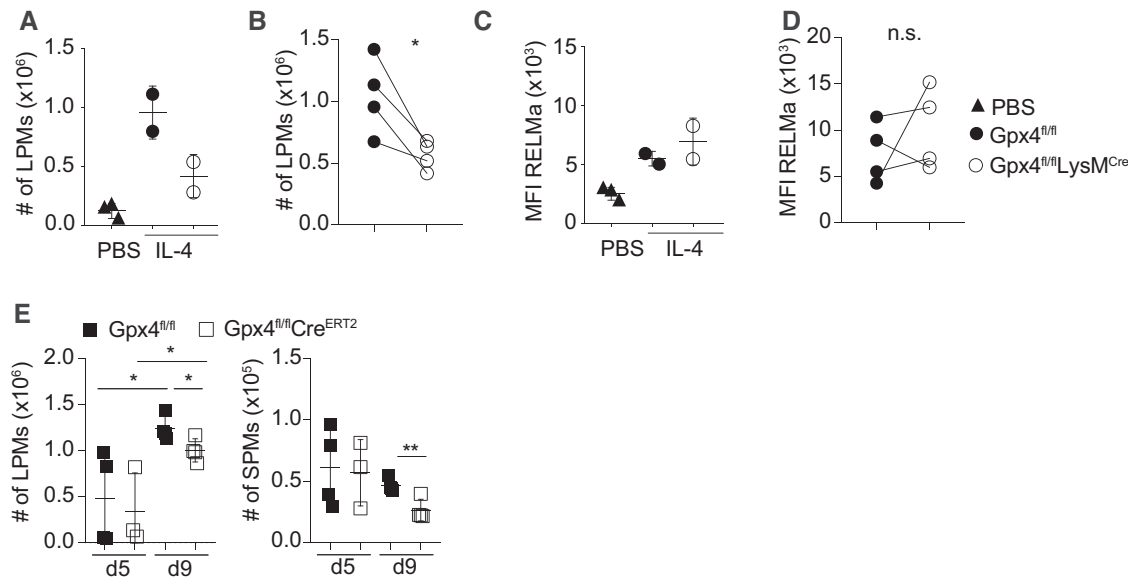 A
# of LPMs (x10⁶)
1.5
1.0
0.5
0.0
PBS IL-4
B
# of LPMs (x10⁶)
1.5
1.0
0.5
0.0
*
C
MFI RELMa (x10³)
15
10
5
0
PBS IL-4
D
MFI RELMa (x10³)
20
15
10
5
0
n.s.
PBS
Gpx4fl/fl
Gpx4fl/flLysMCre
E
Gpx4fl/fl Gpx4fl/flCreERT2
# of LPMs (x10⁶)
2.0
1.5
1.0
0.5
0.0
*
* *
d5 d9
# of SPMs (x10⁵)
1.5
1.0
0.5
0.0
**
d5 d9